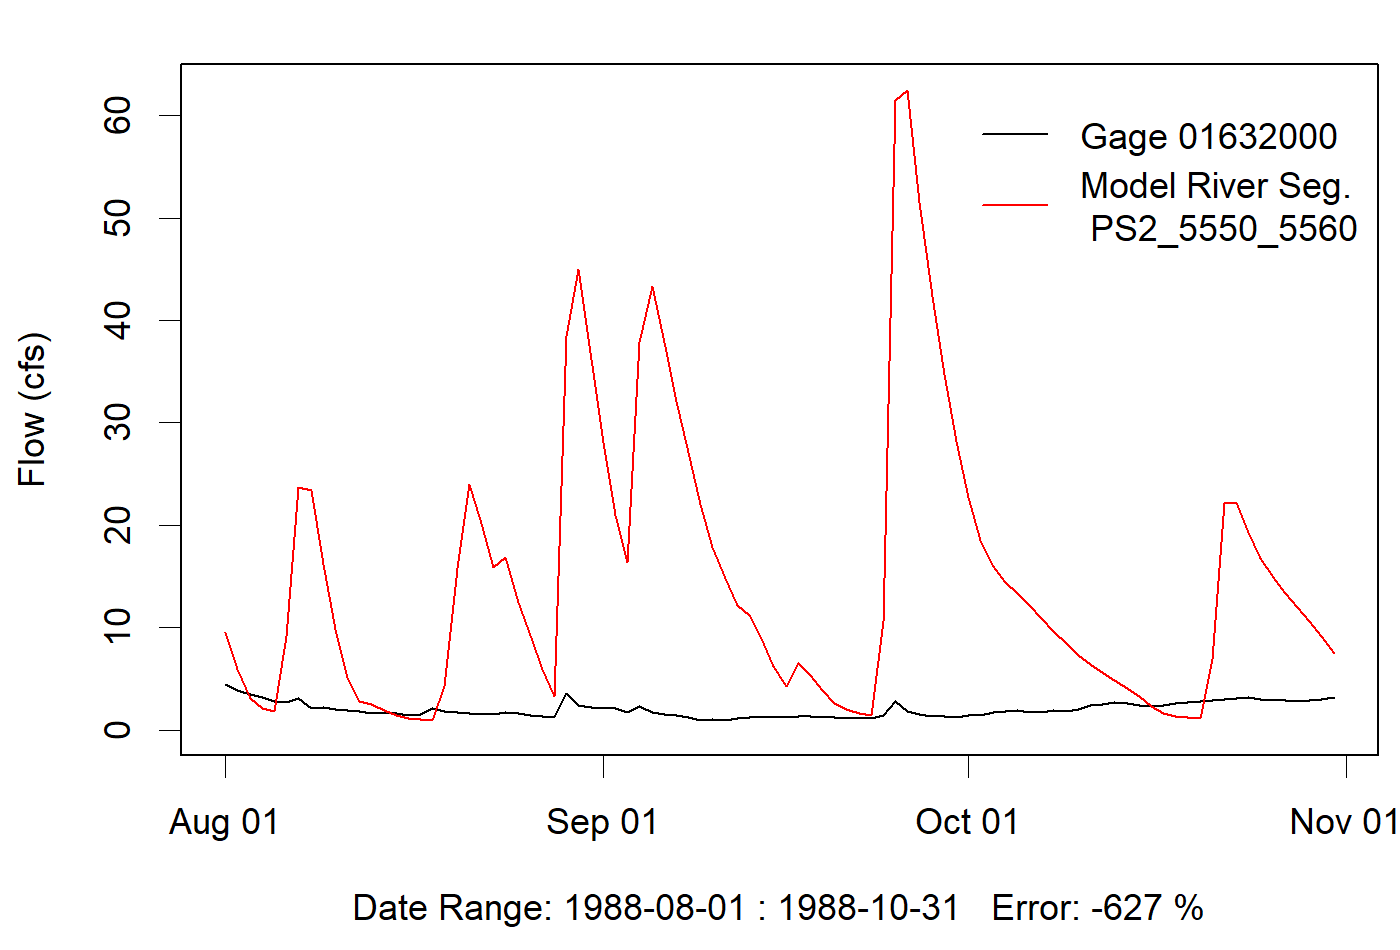 60
50
40
30
20
10
0
Flow (cfs)
Gage 01632000
Model River Seg.
PS2_5550_5560
Aug 01
Sep 01
Oct 01
Nov 01
Date Range: 1988-08-01 : 1988-10-31   Error: -627 %